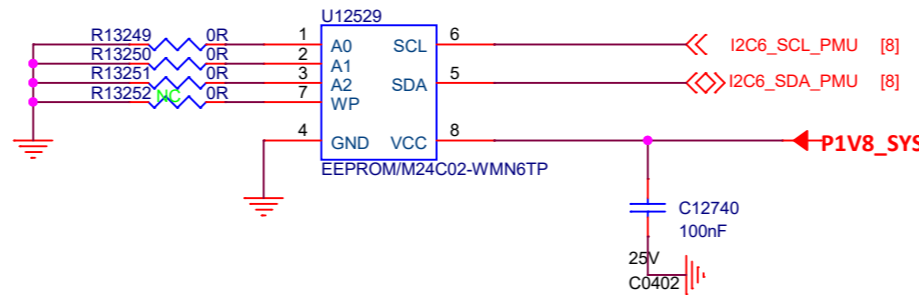 U12529
R13249 0R 1 A0 SCL 6 I2C6_SCL_PMU [8]
R13250 0R 2 A1
R13251 0R 3 A2 SDA 5 I2C6_SDA_PMU [8]
R13252 NC 0R 7 WP
4 GND VCC 8 P1V8_SYS
EEPROM/M24C02-WMN6TP
C12740
100nF
25V
C0402